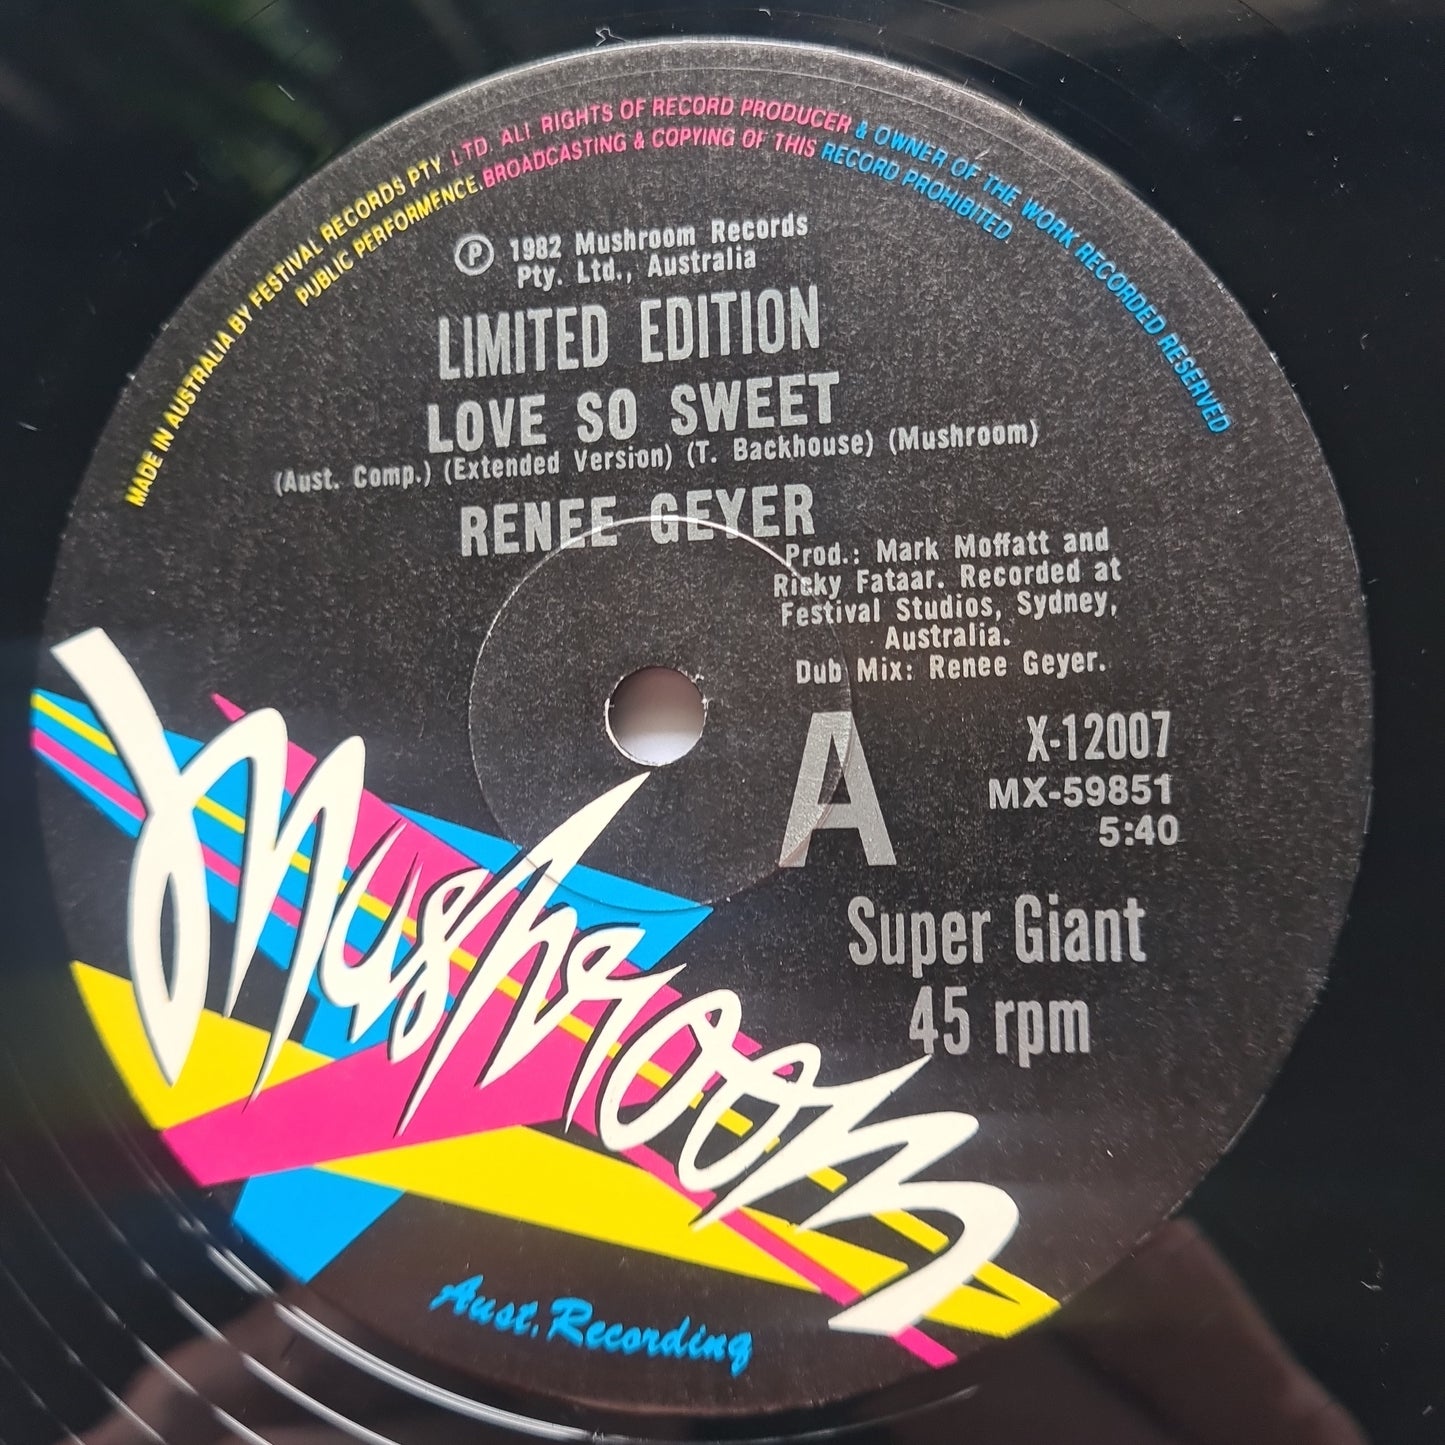 MADE IN AUSTRALIA BY FESTIVAL RECORDS PTY. LTD. ALL RIGHTS OF RECORD PRODUCER & OWNER OF THE WORK RECORDED RESERVED
PUBLIC PERFORMENCE. BROADCASTING & COPYING OF THIS RECORD PROHIBITED.
Ⓟ 1982 Mushroom Records
Pty. Ltd., Australia
LIMITED EDITION
LOVE SO SWEET
(Aust. Comp.) (Extended Version) (T. Backhouse) (Mushroom)
RENEE GEYER
Prod.: Mark Moffatt and
Ricky Fataar. Recorded at
Festival Studios, Sydney,
Australia.
Dub Mix: Renee Geyer.
A
X-12007
MX-59851
5:40
Super Giant
45 rpm
Mushroom
Aust. Recording